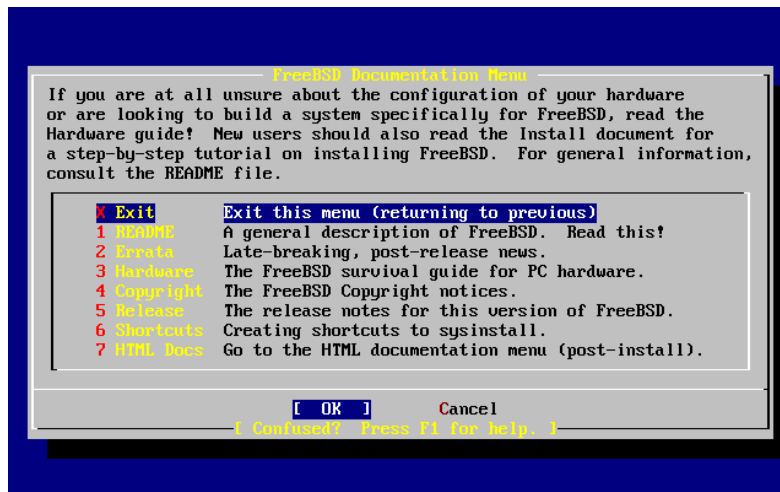 FreeBSD Documentation Menu
If you are at all unsure about the configuration of your hardware
or are looking to build a system specifically for FreeBSD, read the
Hardware guide!  New users should also read the Install document for
a step-by-step tutorial on installing FreeBSD.  For general information,
consult the README file.
X Exit Exit this menu (returning to previous)
1 README A general description of FreeBSD.  Read this!
2 Errata Late-breaking, post-release news.
3 Hardware The FreeBSD survival guide for PC hardware.
4 Copyright The FreeBSD Copyright notices.
5 Release The release notes for this version of FreeBSD.
6 Shortcuts Creating shortcuts to sysinstall.
7 HTML Docs Go to the HTML documentation menu (post-install).
[ OK ] Cancel
[ Confused?  Press F1 for help. ]